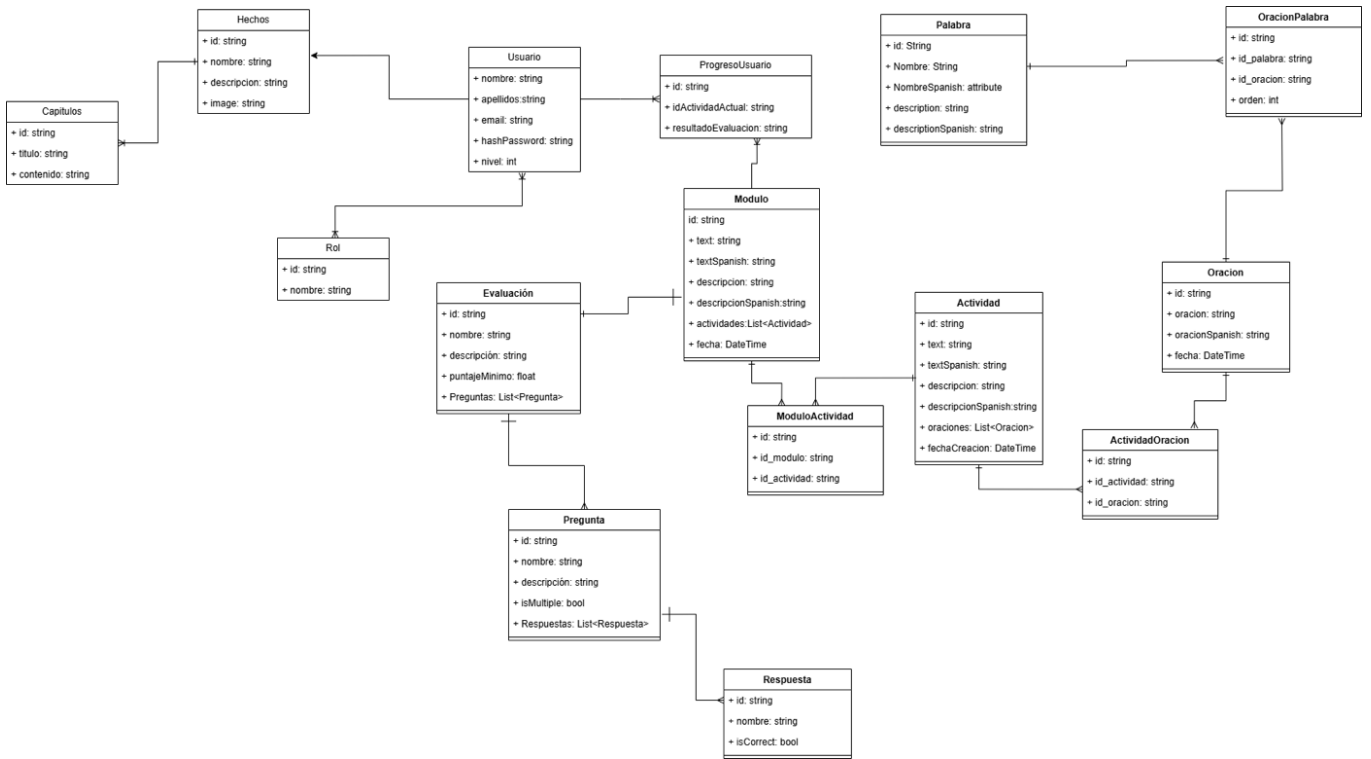 Hechos
+ id: string
+ nombre: string
+ descripcion: string
+ image: string
Capitulos
+ id: string
+ titulo: string
+ contenido: string
Usuario
+ nombre: string
+ apellidos:string
+ email: string
+ hashPassword: string
+ nivel: int
ProgresoUsuario
+ id: string
+ idActividadActual: string
+ resultadoEvaluacion: string
Rol
+ id: string
+ nombre: string
Modulo
id: string
+ text: string
+ textSpanish: string
+ descripcion: string
+ descripcionSpanish:string
+ actividades:List<Actividad>
+ fecha: DateTime
Evaluación
+ id: string
+ nombre: string
+ descripción: string
+ puntajeMinimo: float
+ Preguntas: List<Pregunta>
ModuloActividad
+ id: string
+ id_modulo: string
+ id_actividad: string
Pregunta
+ id: string
+ nombre: string
+ descripción: string
+ isMultiple: bool
+ Respuestas: List<Respuesta>
Respuesta
+ id: string
+ nombre: string
+ isCorrect: bool
Palabra
+ id: String
+ Nombre: String
+ NombreSpanish: attribute
+ description: string
+ descriptionSpanish: string
OracionPalabra
+ id: string
+ id_palabra: string
+ id_oracion: string
+ orden: int
Oracion
+ id: string
+ oracion: string
+ oracionSpanish: string
+ fecha: DateTime
Actividad
+ id: string
+ text: string
+ textSpanish: string
+ descripcion: string
+ descripcionSpanish:string
+ oraciones: List<Oracion>
+ fechaCreacion: DateTime
ActividadOracion
+ id: string
+ id_actividad: string
+ id_oracion: string